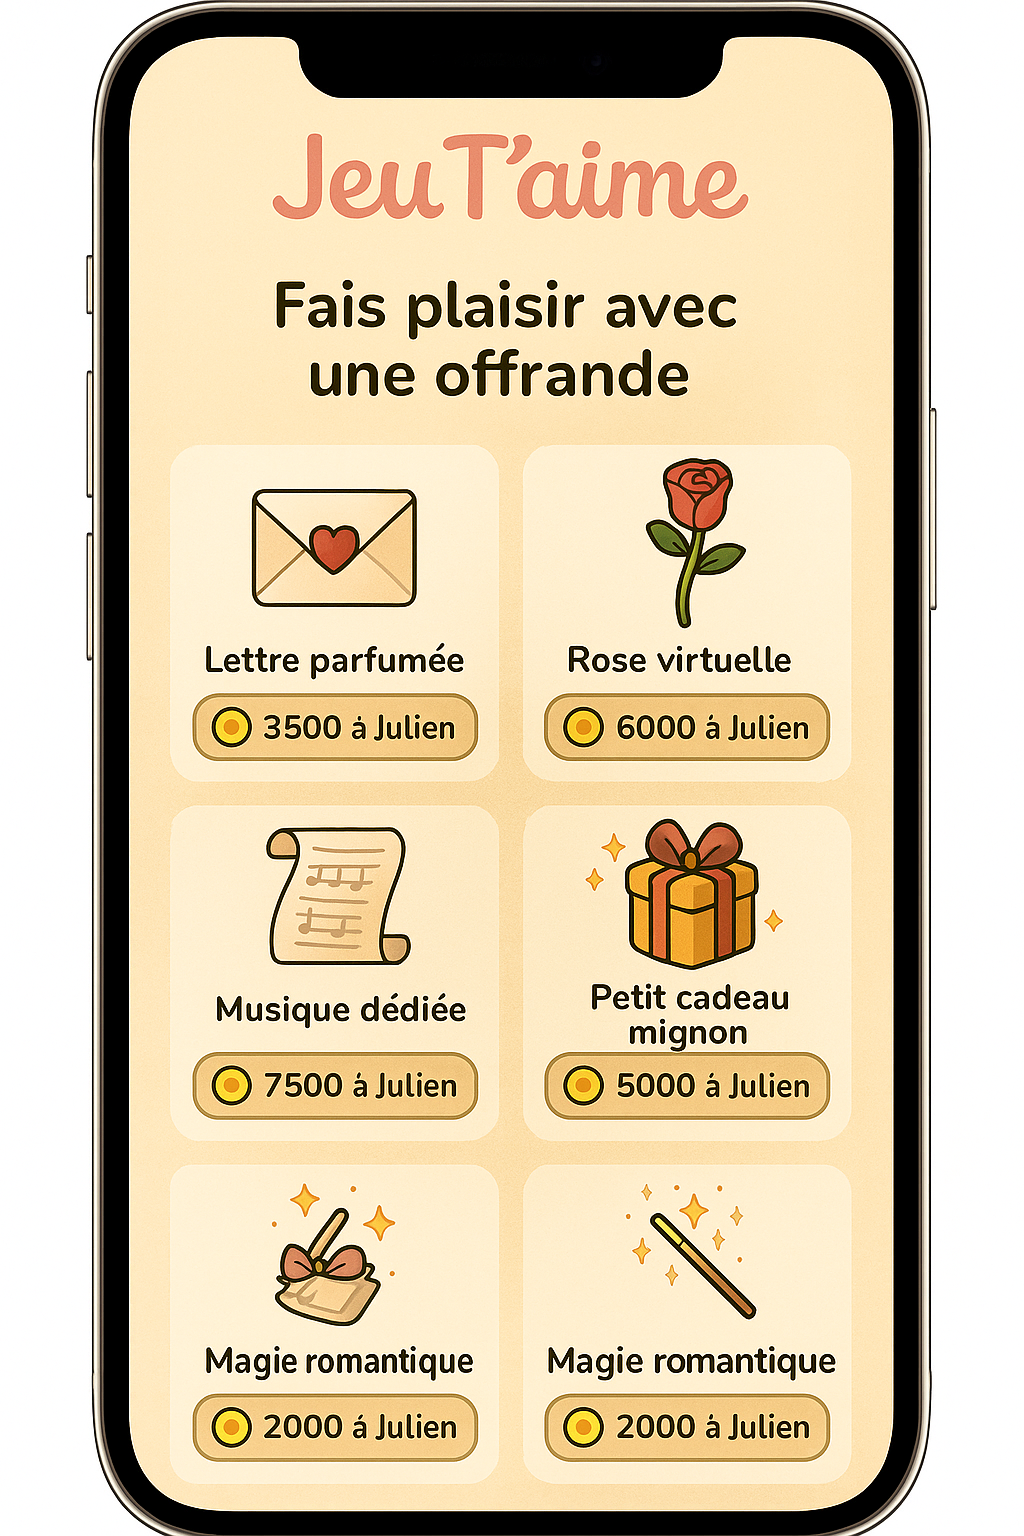 JeuT'aime
Fais plaisir avec
une offrande
Lettre parfumée
3500 á Julien
Rose virtuelle
6000 á Julien
Musique dédiée
7500 á Julien
Petit cadeau
mignon
5000 á Julien
Magie romantique
2000 á Julien
Magie romantique
2000 á Julien